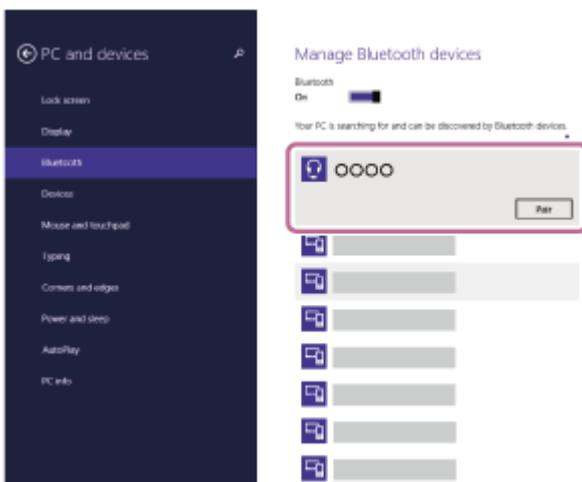 PC and devices
Lock screen
Display
Bluetooth
Devices
Mouse and touchpad
Typing
Corners and edges
Power and sleep
AutoPlay
PC info
Manage Bluetooth devices
Bluetooth
On
Your PC is searching for and can be discovered by Bluetooth devices.
OOOO
Pair